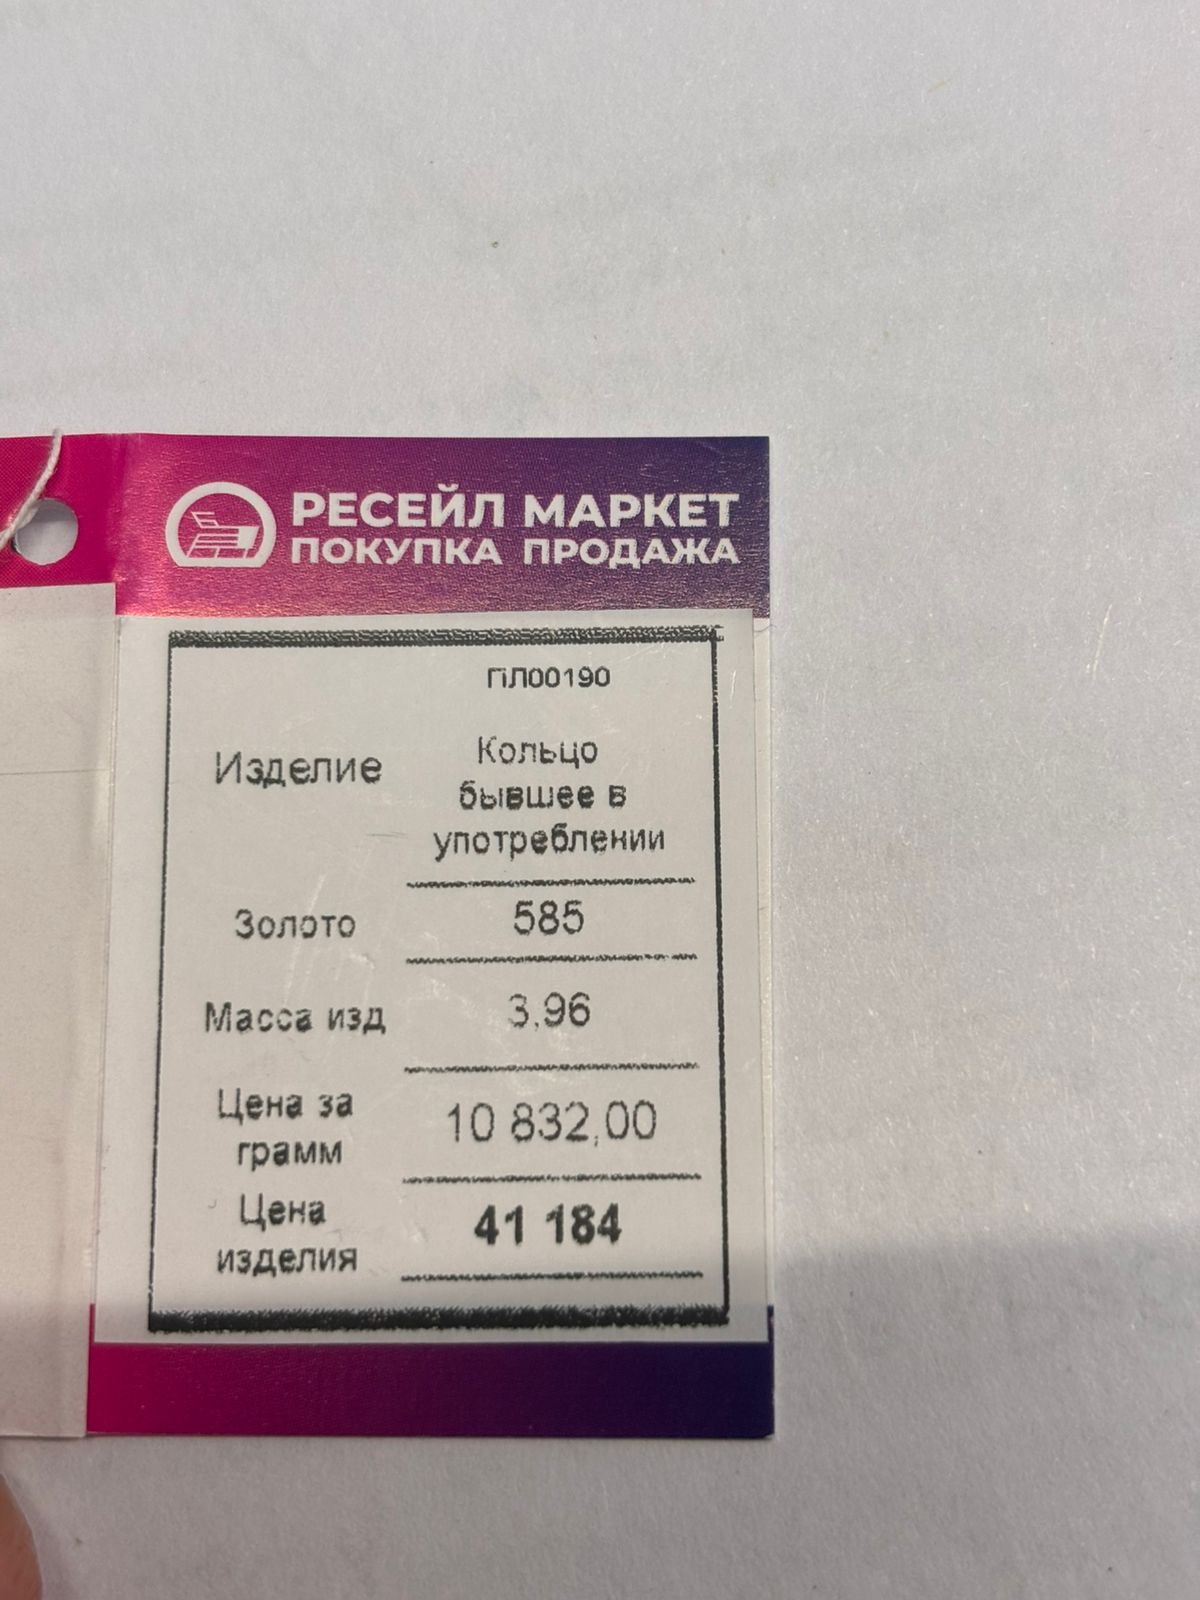 РЕСЕЙЛ МАРКЕТ
ПОКУПКА ПРОДАЖА
ГіЛ00190
Изделие
Кольцо
бывшее в
употреблении
Золото 585
Масса изд 3,96
Цена за
грамм
10 832,00
Цена
изделия
41 184